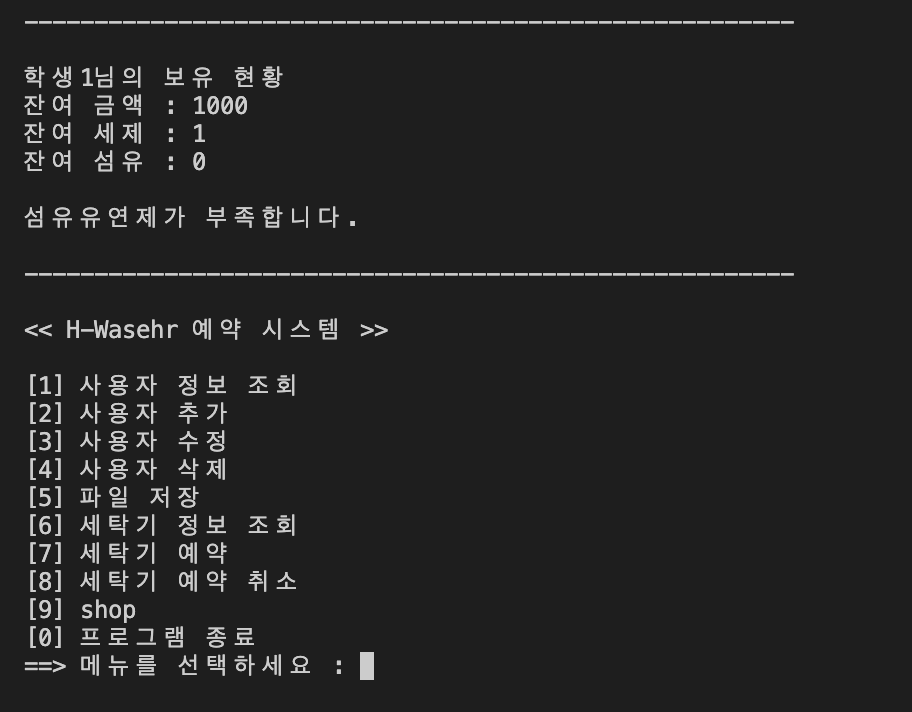 -------------------------------------------------------
학생1님의 보유 현황
잔여 금액 : 1000
잔여 세제 : 1
잔여 섬유 : 0
섬유유연제가 부족합니다.
-------------------------------------------------------
<< H-Wasehr 예약 시스템 >>
[1] 사용자 정보 조회
[2] 사용자 추가
[3] 사용자 수정
[4] 사용자 삭제
[5] 파일 저장
[6] 세탁기 정보 조회
[7] 세탁기 예약
[8] 세탁기 예약 취소
[9] shop
[0] 프로그램 종료
==> 메뉴를 선택하세요 :